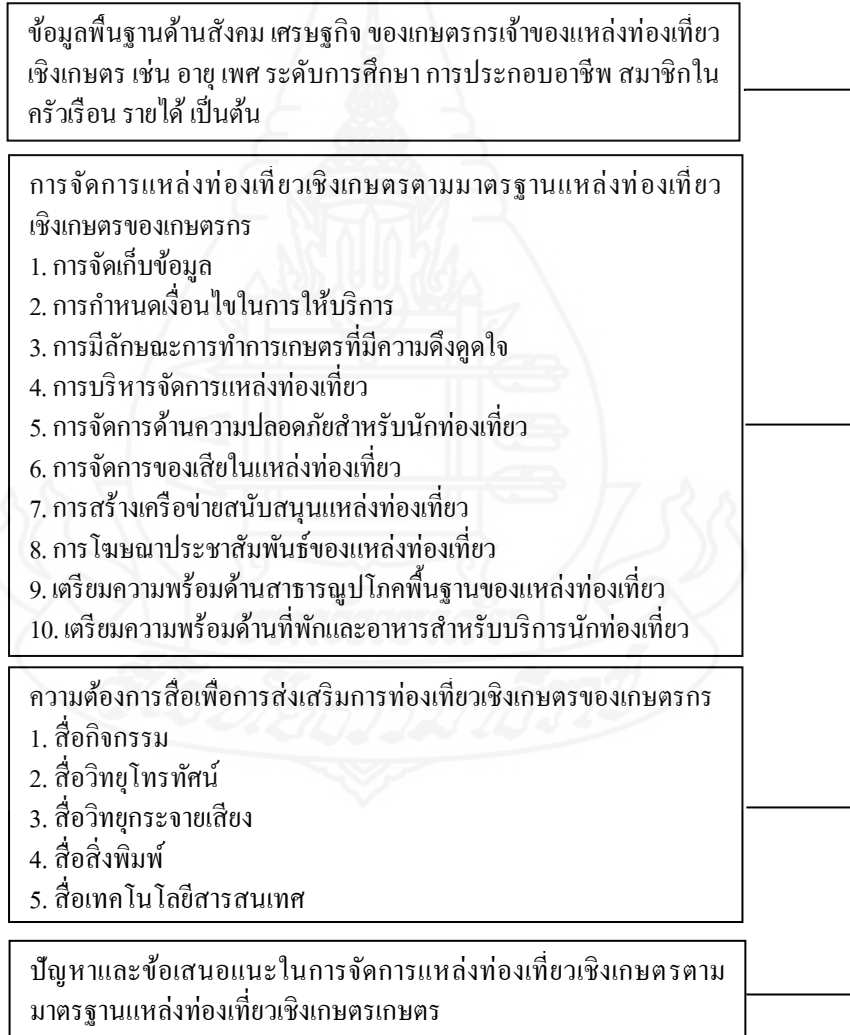 ข้อมูลพื้นฐานด้านสังคม เศรษฐกิจ ของเกษตรกรเจ้าของแหล่งท่องเที่ยว
เชิงเกษตร เช่น อายุ เพศ ระดับการศึกษา การประกอบอาชีพ สมาชิกใน
ครัวเรือน รายได้ เป็นต้น
การจัดการแหล่งท่องเที่ยวเชิงเกษตรตามมาตรฐานแหล่งท่องเที่ยว
เชิงเกษตรของเกษตรกร
1. การจัดเก็บข้อมูล
2. การกำหนดเงื่อนไขในการให้บริการ
3. การมีลักษณะการทำการเกษตรที่มีความดึงดูดใจ
4. การบริหารจัดการแหล่งท่องเที่ยว
5. การจัดการด้านความปลอดภัยสำหรับนักท่องเที่ยว
6. การจัดการของเสียในแหล่งท่องเที่ยว
7. การสร้างเครือข่ายสนับสนุนแหล่งท่องเที่ยว
8. การโฆษณาประชาสัมพันธ์ของแหล่งท่องเที่ยว
9. เตรียมความพร้อมด้านสาธารณูปโภคพื้นฐานของแหล่งท่องเที่ยว
10. เตรียมความพร้อมด้านที่พักและอาหารสำหรับบริการนักท่องเที่ยว
ความต้องการสื่อเพื่อการส่งเสริมการท่องเที่ยวเชิงเกษตรของเกษตรกร
1. สื่อกิจกรรม
2. สื่อวิทยุโทรทัศน์
3. สื่อวิทยุกระจายเสียง
4. สื่อสิ่งพิมพ์
5. สื่อเทคโนโลยีสารสนเทศ
ปัญหาและข้อเสนอแนะในการจัดการแหล่งท่องเที่ยวเชิงเกษตรตาม
มาตรฐานแหล่งท่องเที่ยวเชิงเกษตรเกษตร